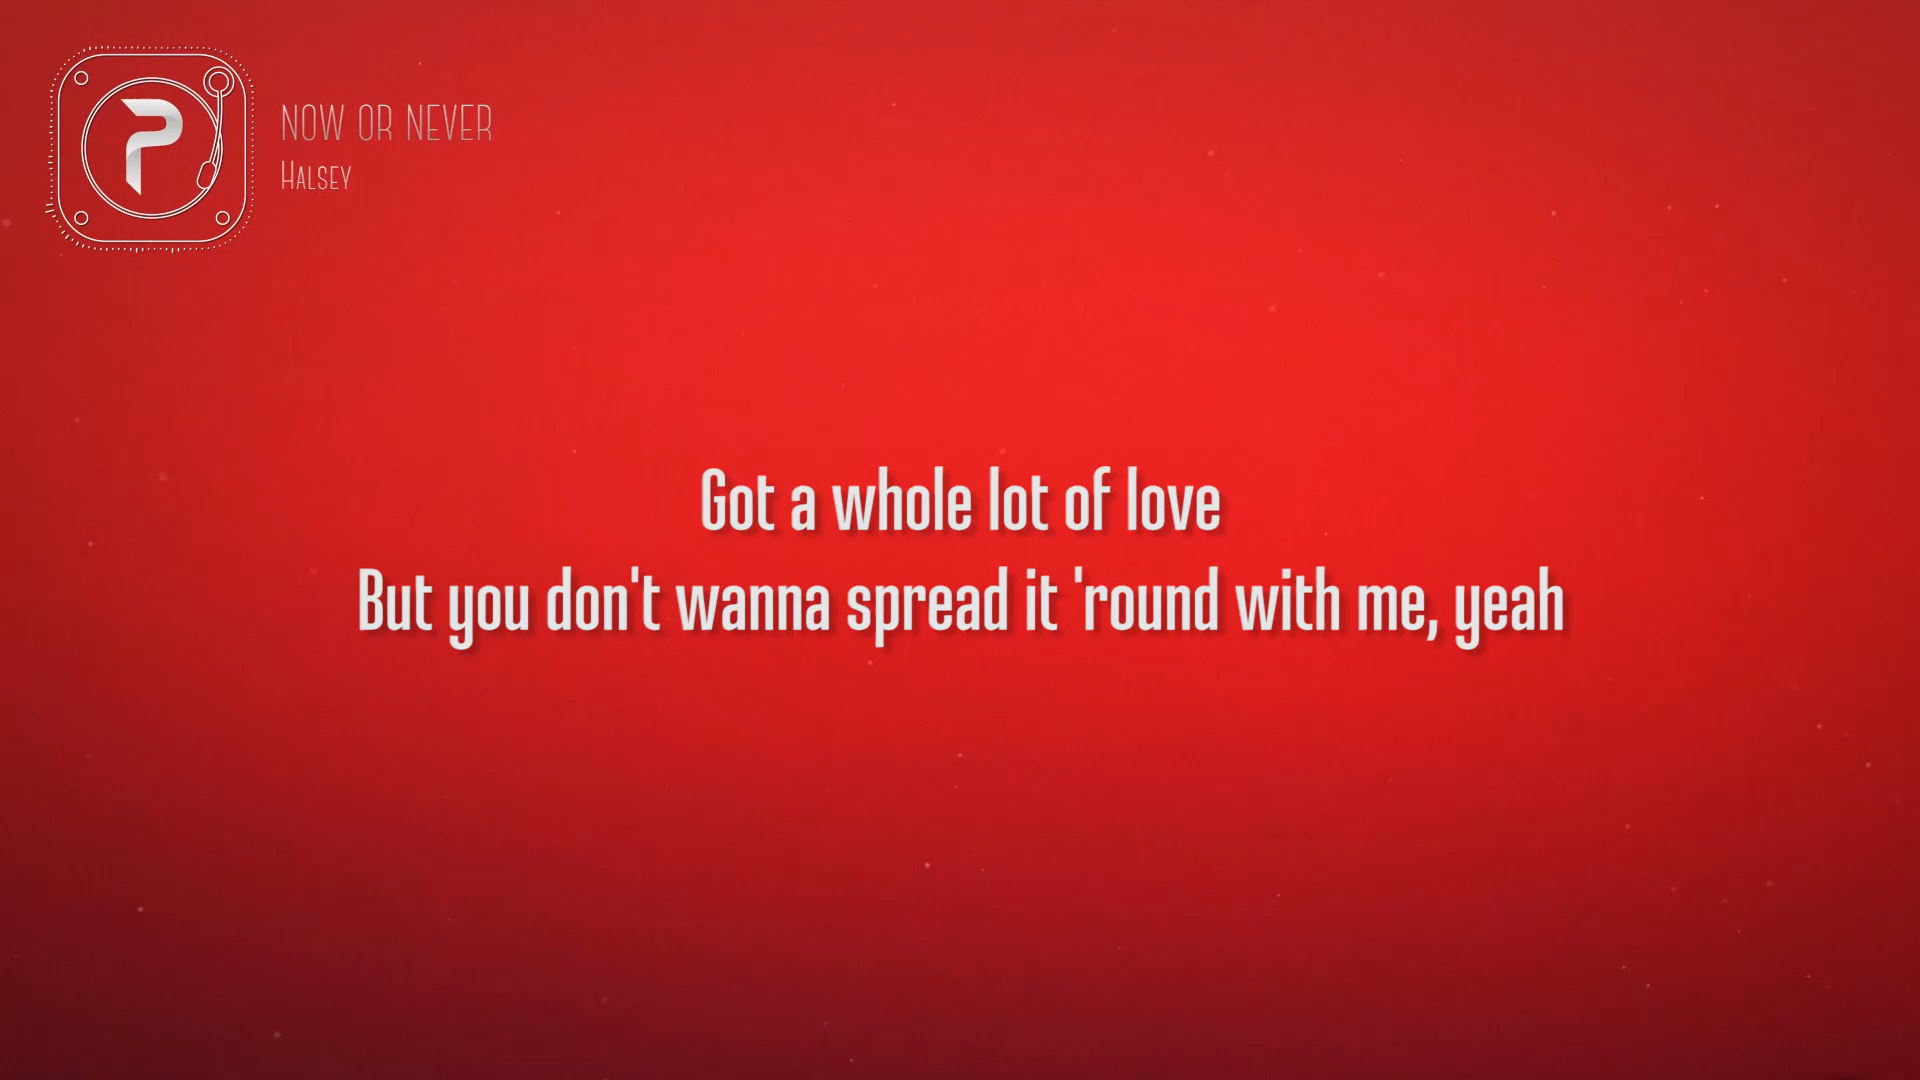 NOW OR NEVER
HALSEY
Got a whole lot of love
But you don't wanna spread it 'round with me, yeah